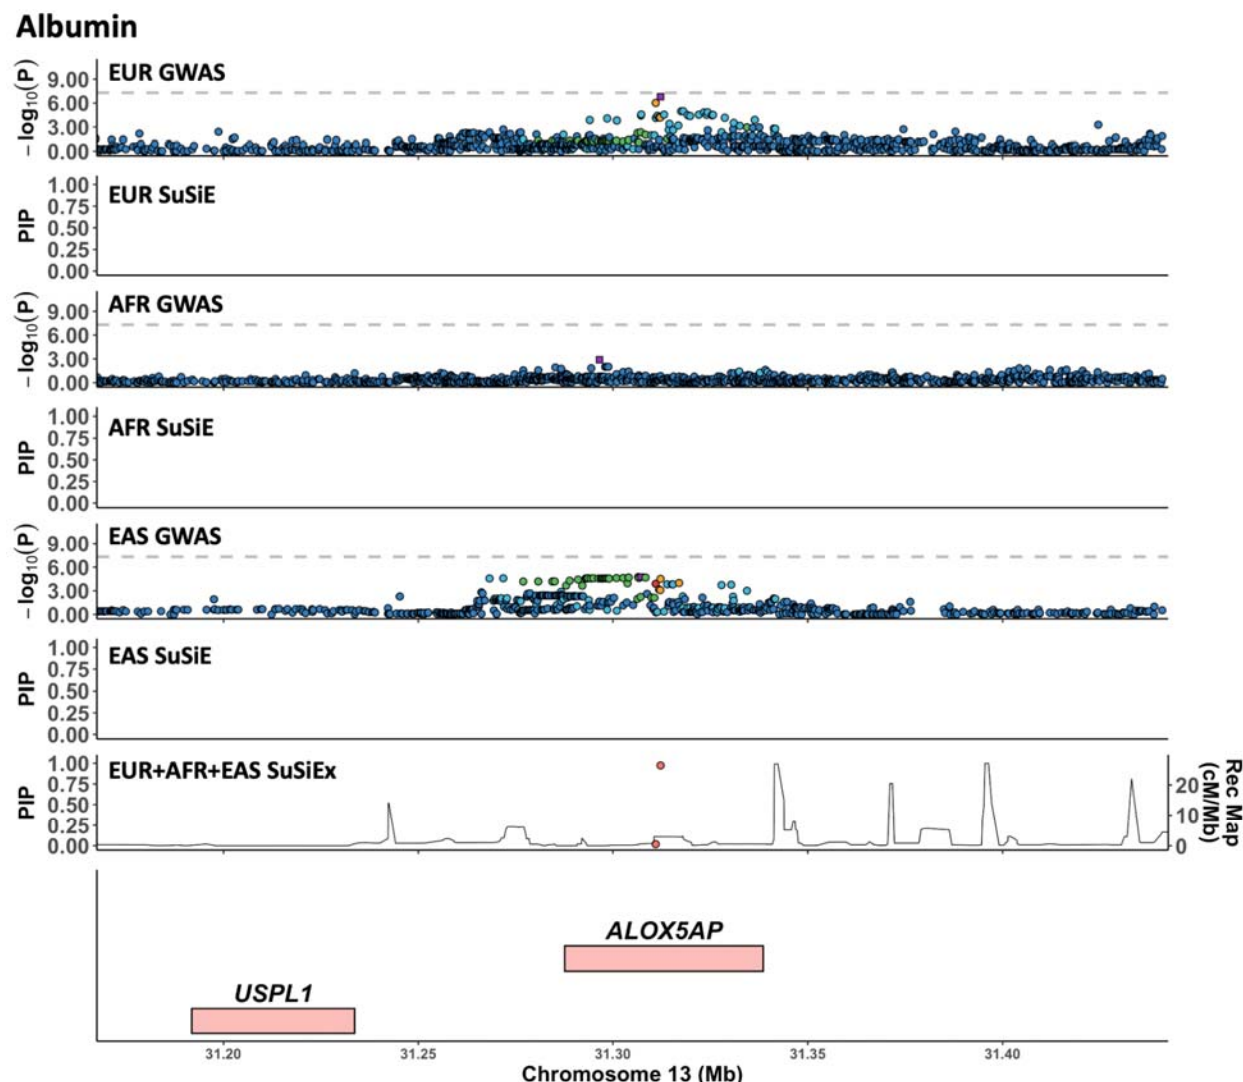 Albumin
EUR GWAS
− log₁₀(P)
9.00
6.00
3.00
0.00
EUR SuSiE
PIP
1.00
0.75
0.50
0.25
0.00
AFR GWAS
− log₁₀(P)
9.00
6.00
3.00
0.00
AFR SuSiE
PIP
1.00
0.75
0.50
0.25
0.00
EAS GWAS
− log₁₀(P)
9.00
6.00
3.00
0.00
EAS SuSiE
PIP
1.00
0.75
0.50
0.25
0.00
EUR+AFR+EAS SuSiEx
PIP
1.00
0.75
0.50
0.25
0.00
20
10
0
Rec Map
(cM/Mb)
ALOX5AP
USPL1
31.20 31.25 31.30 31.35 31.40
Chromosome 13 (Mb)